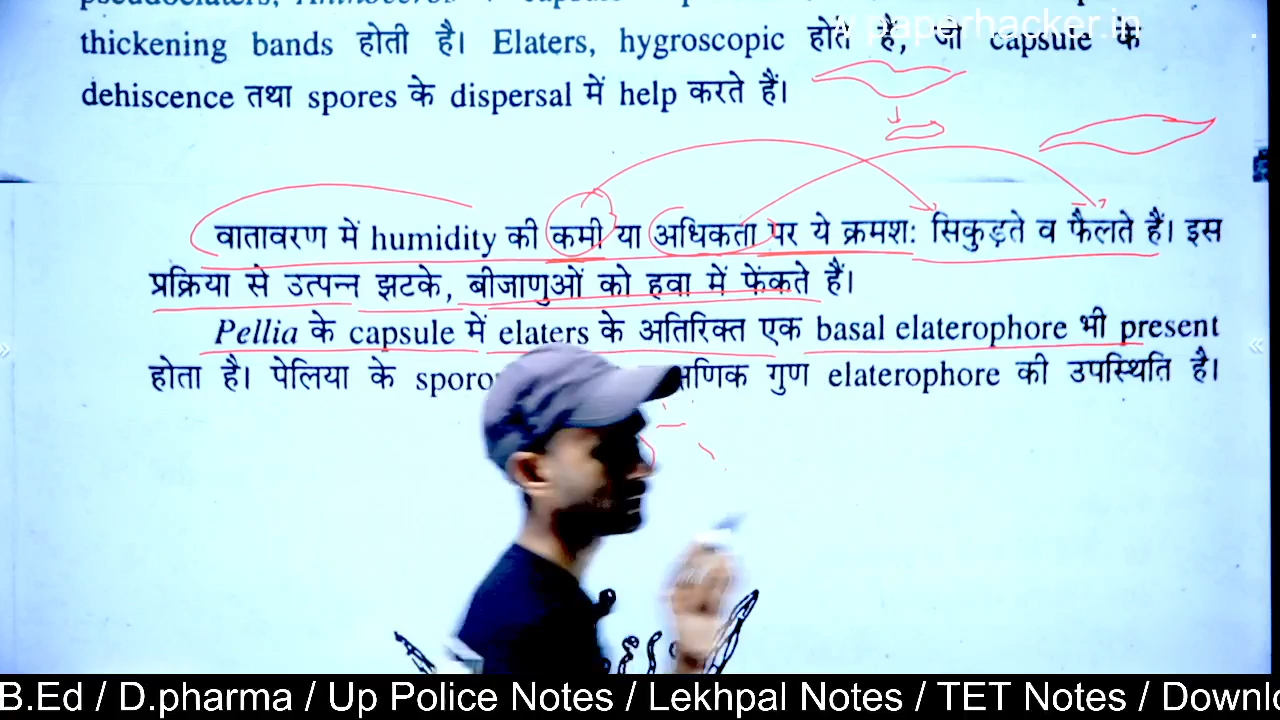 paperhacker.in
thickening bands होती है। Elaters, hygroscopic होते है, जो capsule के
dehiscence तथा spores के dispersal में help करते हैं।
वातावरण में humidity की कमी या अधिकता पर ये क्रमश: सिकुड़ते व फैलते हैं। इस
प्रक्रिया से उत्पन्न झटके, बीजाणुओं को हवा में फेंकते हैं।
Pellia के capsule में elaters के अतिरिक्त एक basal elaterophore भी present
होता है। पेलिया के गुण elaterophore की उपस्थिति है।
B.Ed / D.pharma / Up Police Notes / Lekhpal Notes / TET Notes /